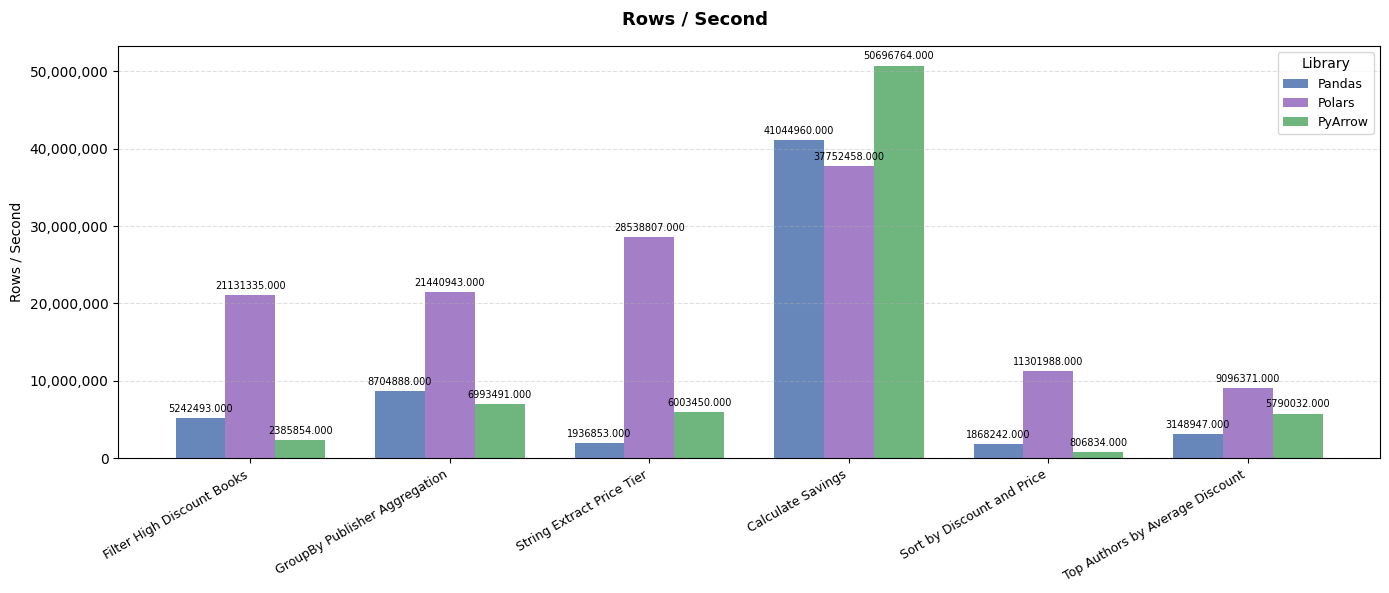 Rows / Second
Rows / Second
50,000,000
40,000,000
30,000,000
20,000,000
10,000,000
0
Library
Pandas
Polars
PyArrow
5242493.000
21131335.000
2385854.000
8704888.000
21440943.000
6993491.000
1936853.000
28538807.000
6003450.000
41044960.000
37752458.000
50696764.000
1868242.000
11301988.000
806834.000
3148947.000
9096371.000
5790032.000
Filter High Discount Books
GroupBy Publisher Aggregation
String Extract Price Tier
Calculate Savings
Sort by Discount and Price
Top Authors by Average Discount